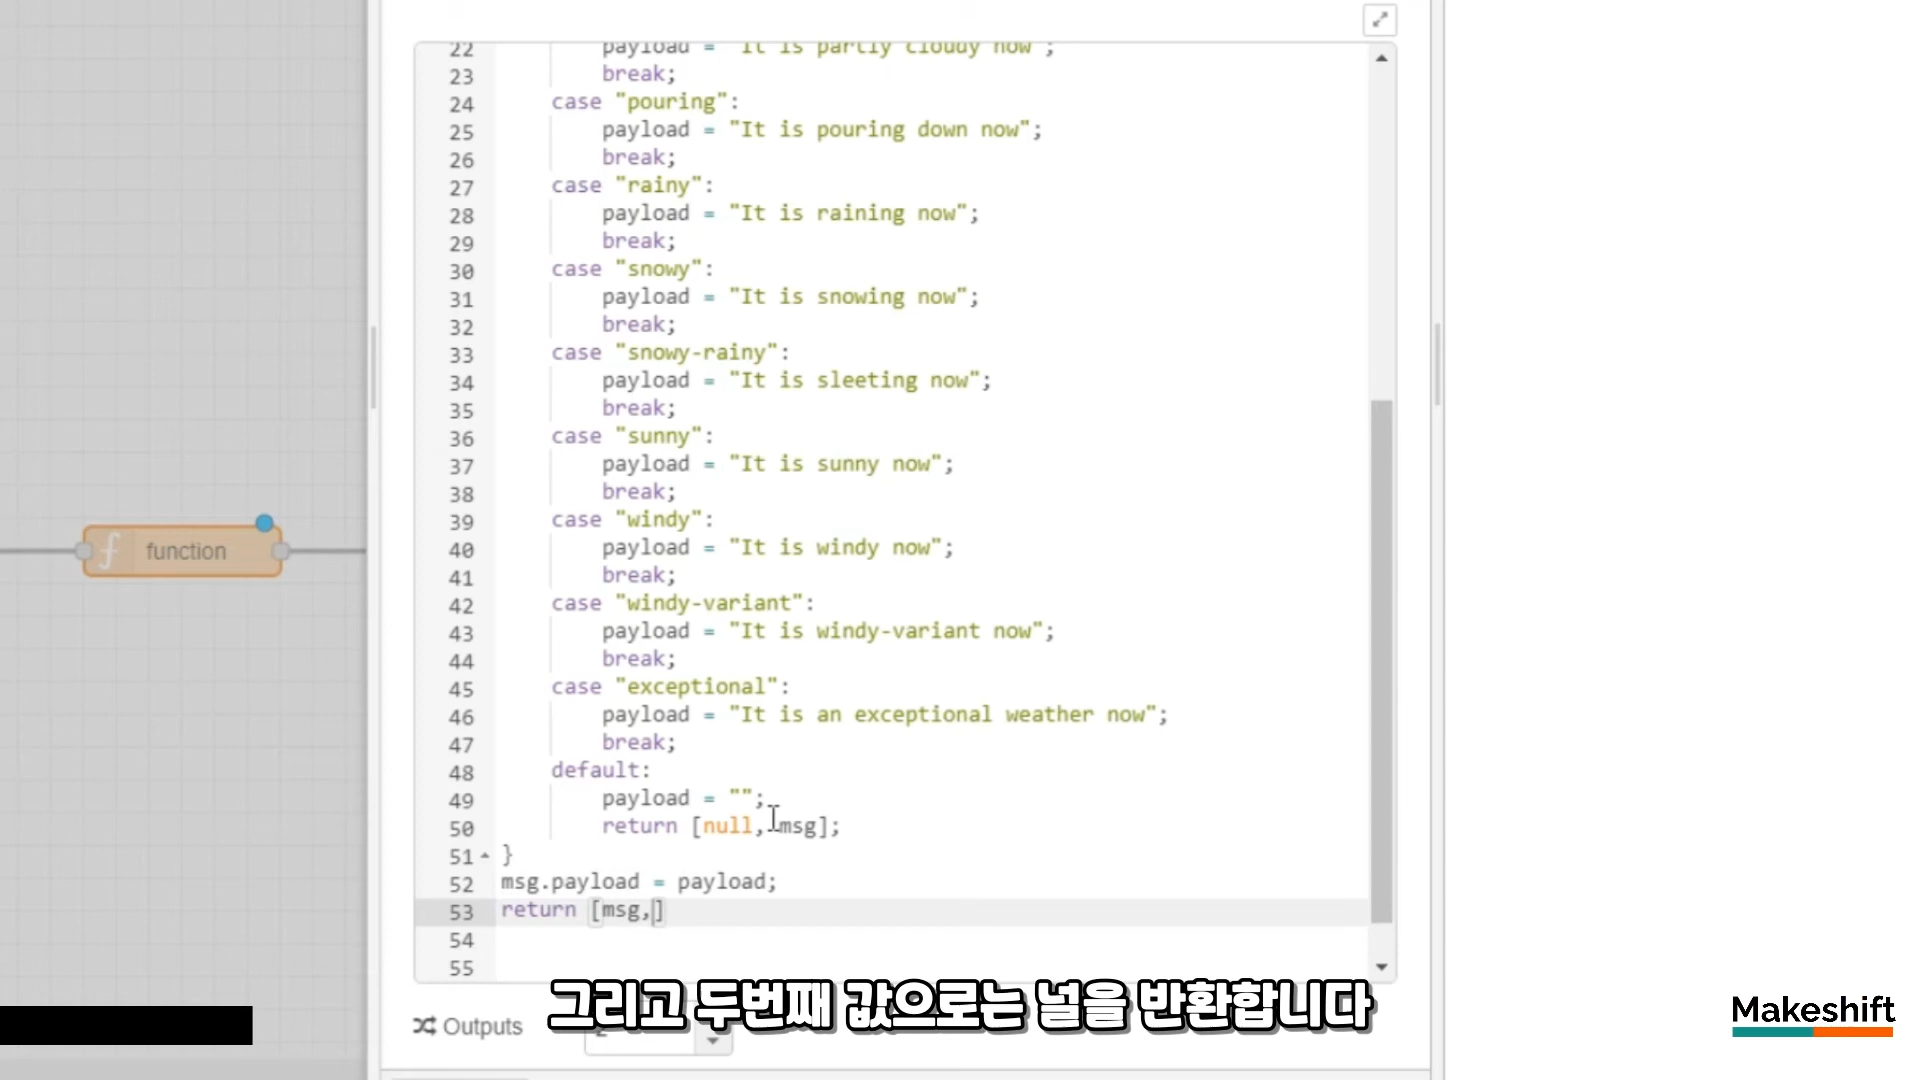 22 payload = "It is partly cloudy now";
23 break;
24 case "pouring":
25 payload = "It is pouring down now";
26 break;
27 case "rainy":
28 payload = "It is raining now";
29 break;
30 case "snowy":
31 payload = "It is snowing now";
32 break;
33 case "snowy-rainy":
34 payload = "It is sleeting now";
35 break;
36 case "sunny":
37 payload = "It is sunny now";
38 break;
39 case "windy":
40 payload = "It is windy now";
41 break;
42 case "windy-variant":
43 payload = "It is windy-variant now";
44 break;
45 case "exceptional":
46 payload = "It is an exceptional weather now";
47 break;
48 default:
49 payload = "";
50 return [null, msg];
51 }
52 msg.payload = payload;
53 return [msg,]
54
55
function
Outputs
그리고 두번째 값으로는 널을 반환합니다
Makeshift